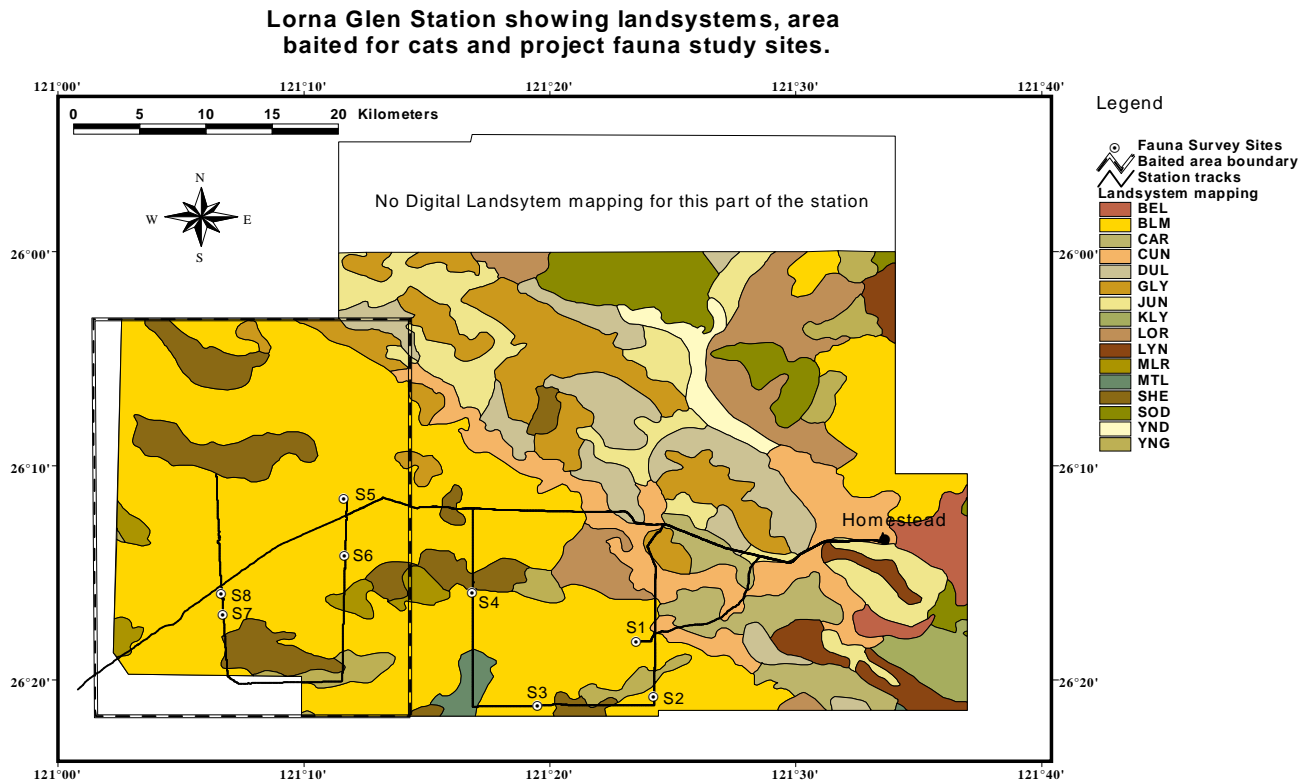 Lorna Glen Station showing landsystems, area
baited for cats and project fauna study sites.
121°00' 121°10' 121°20' 121°30' 121°40'
0 5 10 15 20 Kilometers
N
W E
S
No Digital Landsytem mapping for this part of the station
26°00' 26°00'
26°10' 26°10'
S5
Homestead
S6
S8
S4
S7
S1
26°20' 26°20'
S3 S2
121°00' 121°10' 121°20' 121°30' 121°40'
Legend
Fauna Survey Sites
Baited area boundary
Station tracks
Landsystem mapping
BEL
BLM
CAR
CUN
DUL
GLY
JUN
KLY
LOR
LYN
MLR
MTL
SHE
SOD
YND
YNG